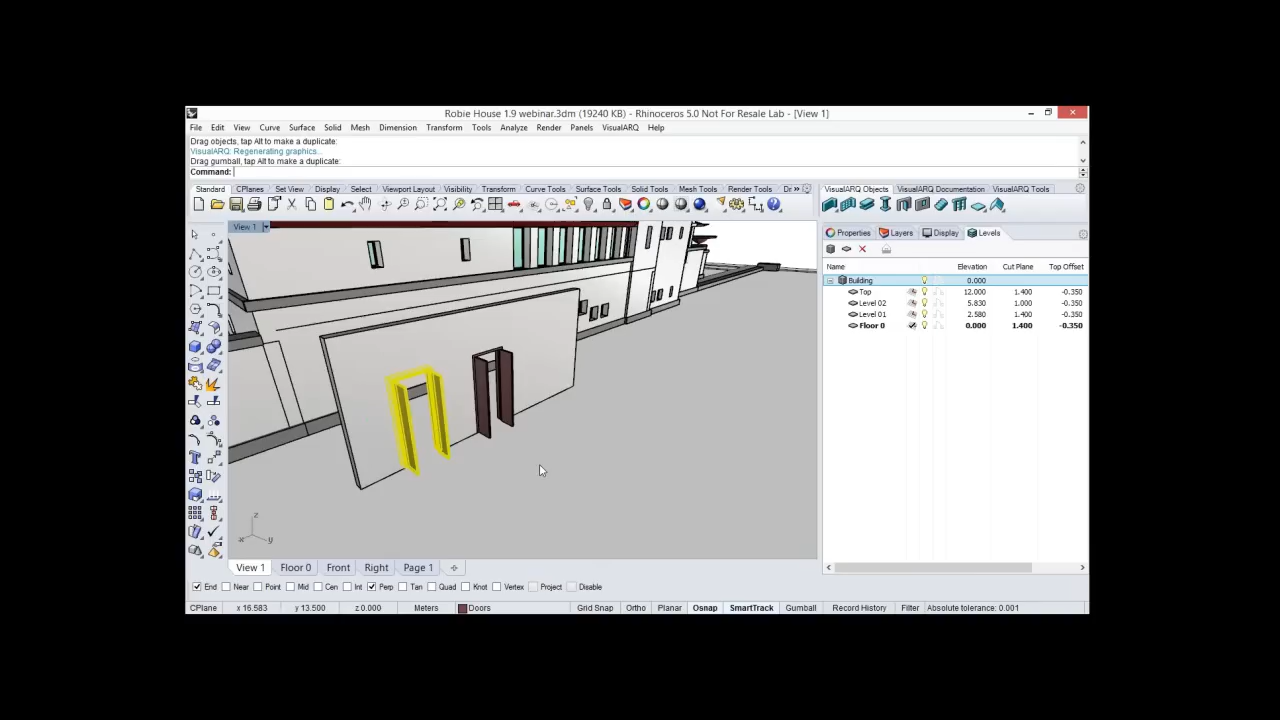 Robie House 1.9 webinar.3dm (19240 KB) - Rhinoceros 5.0 Not For Resale Lab - [View 1]
File Edit View Curve Surface Solid Mesh Dimension Transform Tools Analyze Render Panels VisualARQ Help
Drag objects, tap Alt to make a duplicate:
VisualARQ: Regenerating graphics...
Drag gumball, tap Alt to make a duplicate:
Command:
Standard CPlanes Set View Display Select Viewport Layout Visibility Transform Curve Tools Surface Tools Solid Tools Mesh Tools Render Tools Dr » VisualARQ Objects VisualARQ Documentation VisualARQ Tools
View 1
Properties Layers Display Levels
Name Elevation Cut Plane Top Offset
Building 0.000
Top 12.000 1.400 -0.350
Level 02 5.830 1.000 -0.350
Level 01 2.580 1.400 -0.350
Floor 0 0.000 1.400 -0.350
z
x y
View 1 Floor 0 Front Right Page 1
End Near Point Mid Cen Int Perp Tan Quad Knot Vertex Project Disable
CPlane x 16.583 y 13.500 z 0.000 Meters Doors Grid Snap Ortho Planar Osnap SmartTrack Gumball Record History Filter Absolute tolerance: 0.001